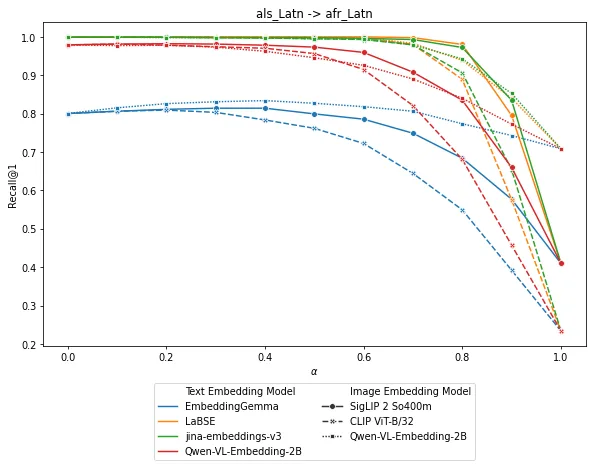 als_Latn -> afr_Latn
1.0
0.9
0.8
0.7
0.6
0.5
0.4
0.3
0.2
Recall@1
0.0 0.2 0.4 0.6 0.8 1.0
α
Text Embedding Model Image Embedding Model
EmbeddingGemma SigLIP 2 So400m
LaBSE CLIP ViT-B/32
jina-embeddings-v3 Qwen-VL-Embedding-2B
Qwen-VL-Embedding-2B